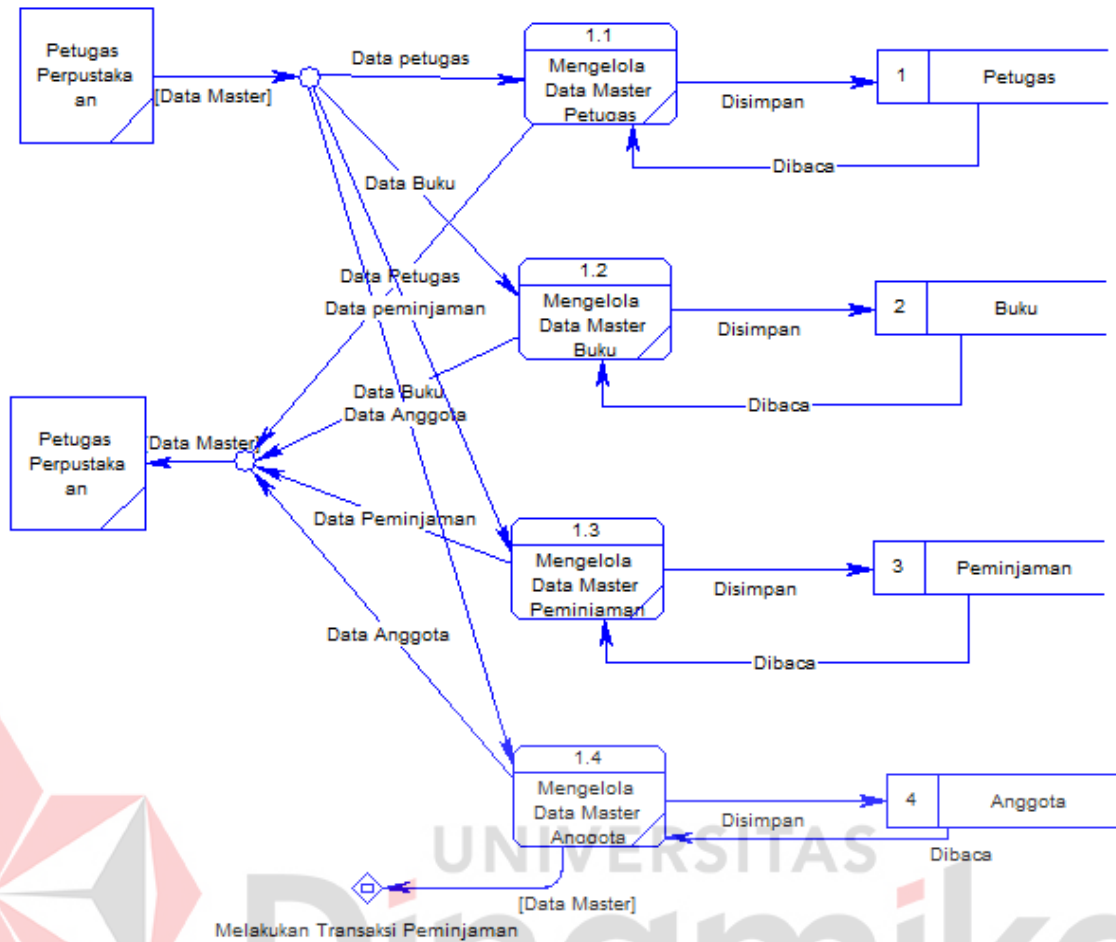 Petugas
Perpustaka
an
[Data Master]
Data petugas
1.1
Mengelola
Data Master
Petugas
Disimpan
1
Petugas
Dibaca
Data Buku
Data Petugas
Data peminjaman
1.2
Mengelola
Data Master
Buku
Disimpan
2
Buku
Dibaca
Data Buku
Data Anggota
Petugas
Perpustaka
an
[Data Master]
Data Peminjaman
1.3
Mengelola
Data Master
Peminjaman
Disimpan
3
Peminjaman
Dibaca
Data Anggota
1.4
Mengelola
Data Master
Anggota
Disimpan
4
Anggota
Dibaca
[Data Master]
Melakukan Transaksi Peminjaman
UNIVERSITAS
Dinamika